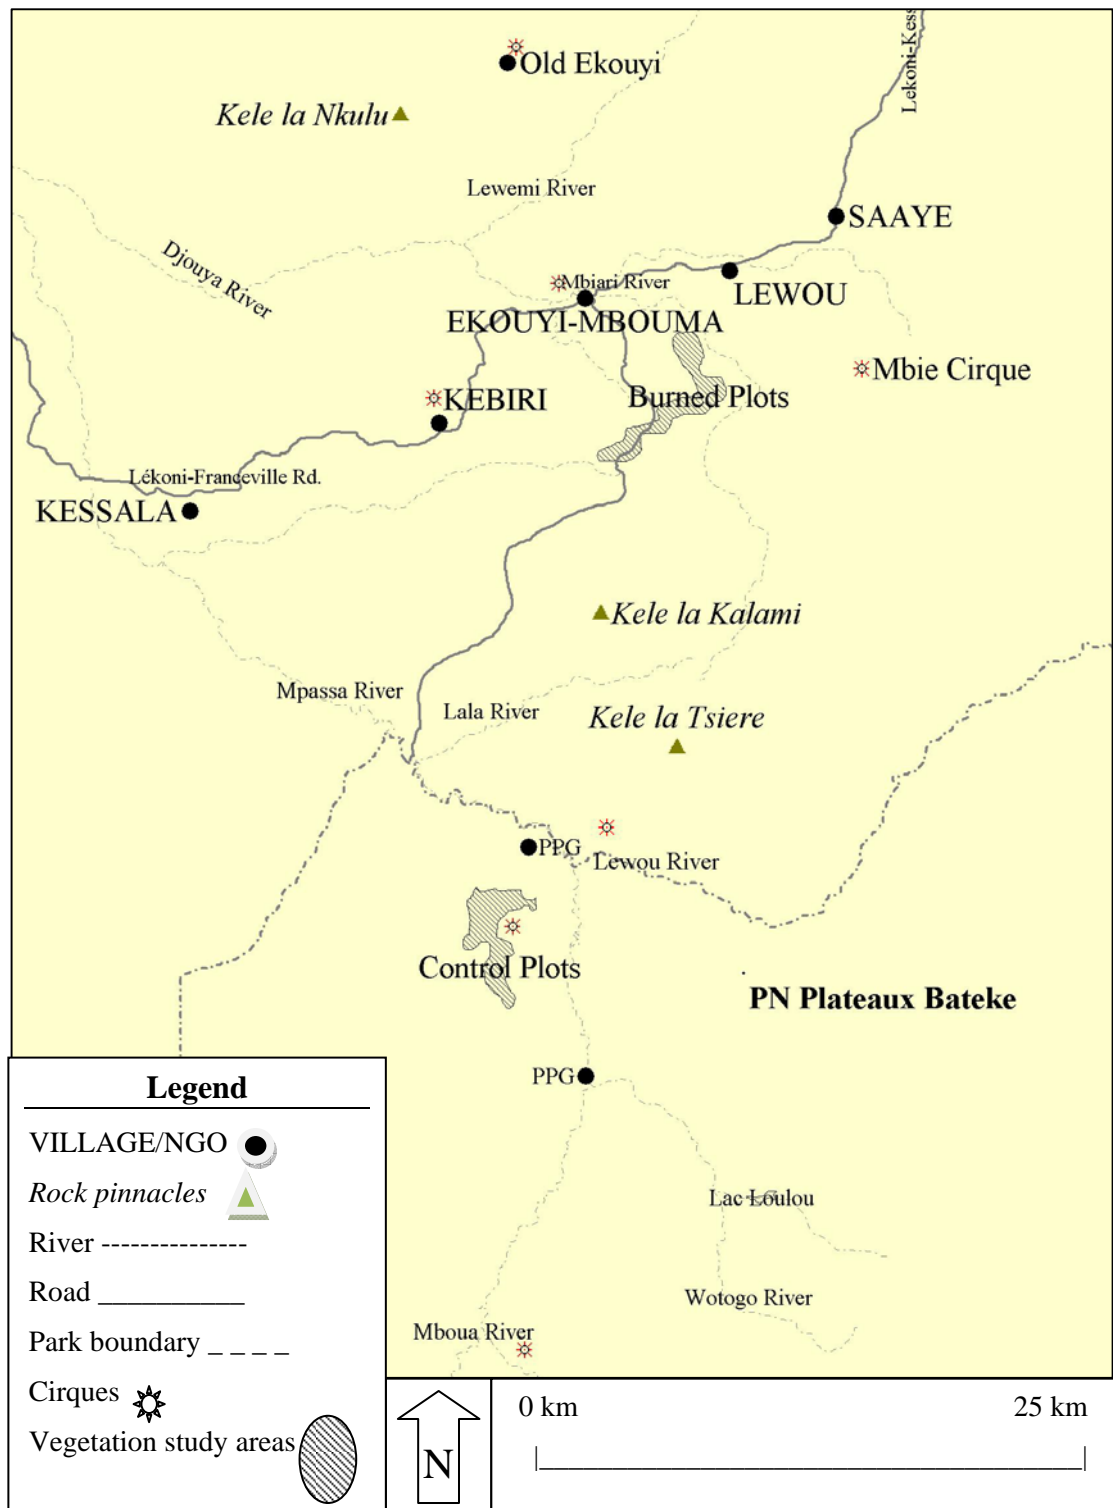 Lekoni-Kess
Old Ekouyi
Kele la Nkulu
Lewemi River
SAAYE
Djouya River
Mbiari River
LEWOU
EKOUYI-MBOUMA
Mbie Cirque
Burned Plots
KEBIRI
Lékoni-Franceville Rd.
KESSALA
Kele la Kalami
Mpassa River
Lala River
Kele la Tsiere
PPG
Lewou River
Control Plots
PN Plateaux Bateke
PPG
Lac Loulou
Wotogo River
Mboua River
Legend
VILLAGE/NGO
Rock pinnacles
River ---------------
Road __________
Park boundary _ _ _ _
Cirques
Vegetation study areas
N
0 km 25 km